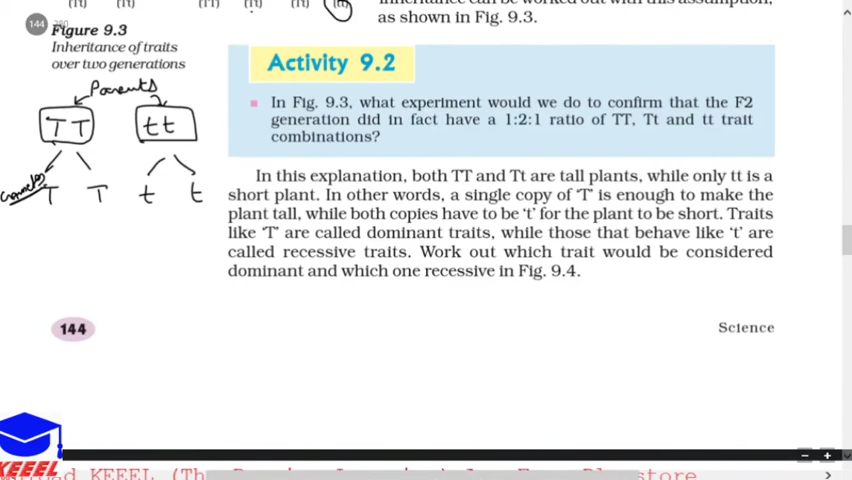 as shown in Fig. 9.3.
144
Figure 9.3
Inheritance of traits
over two generations
Parents
TT
tt
Gametes
T T t t
Activity 9.2
In Fig. 9.3, what experiment would we do to confirm that the F2
generation did in fact have a 1:2:1 ratio of TT, Tt and tt trait
combinations?
In this explanation, both TT and Tt are tall plants, while only tt is a
short plant. In other words, a single copy of ‘T’ is enough to make the
plant tall, while both copies have to be ‘t’ for the plant to be short. Traits
like ‘T’ are called dominant traits, while those that behave like ‘t’ are
called recessive traits. Work out which trait would be considered
dominant and which one recessive in Fig. 9.4.
144
Science
KEEEL